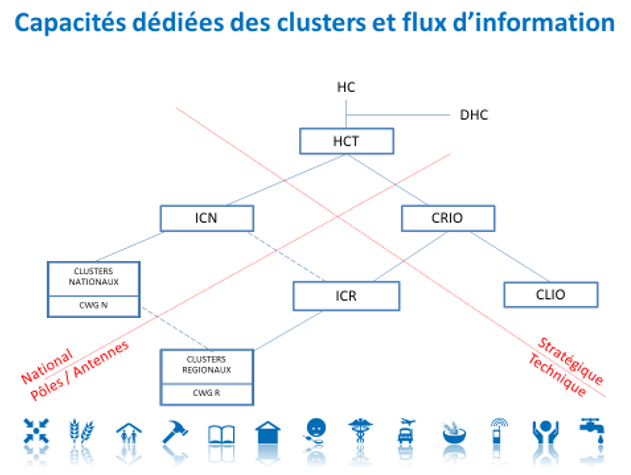 Capacités dédiées des clusters et flux d'information
HC
DHC
HCT
ICN
CRIO
CLUSTERS
NATIONAUX
CWG N
ICR
CLIO
National
Pôles / Antennes
Stratégique
Technique
CLUSTERS
REGIONAUX
CWG R